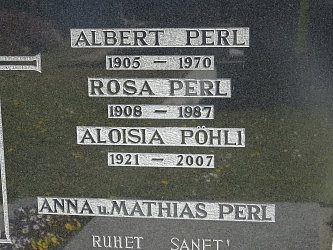 ALBERT PERL
1905 — 1970
ROSA PERL
1908 — 1987
ALOISIA PÖHLI
1921 — 2007
ANNA u. MATHIAS PERL
RUHET SANFT!